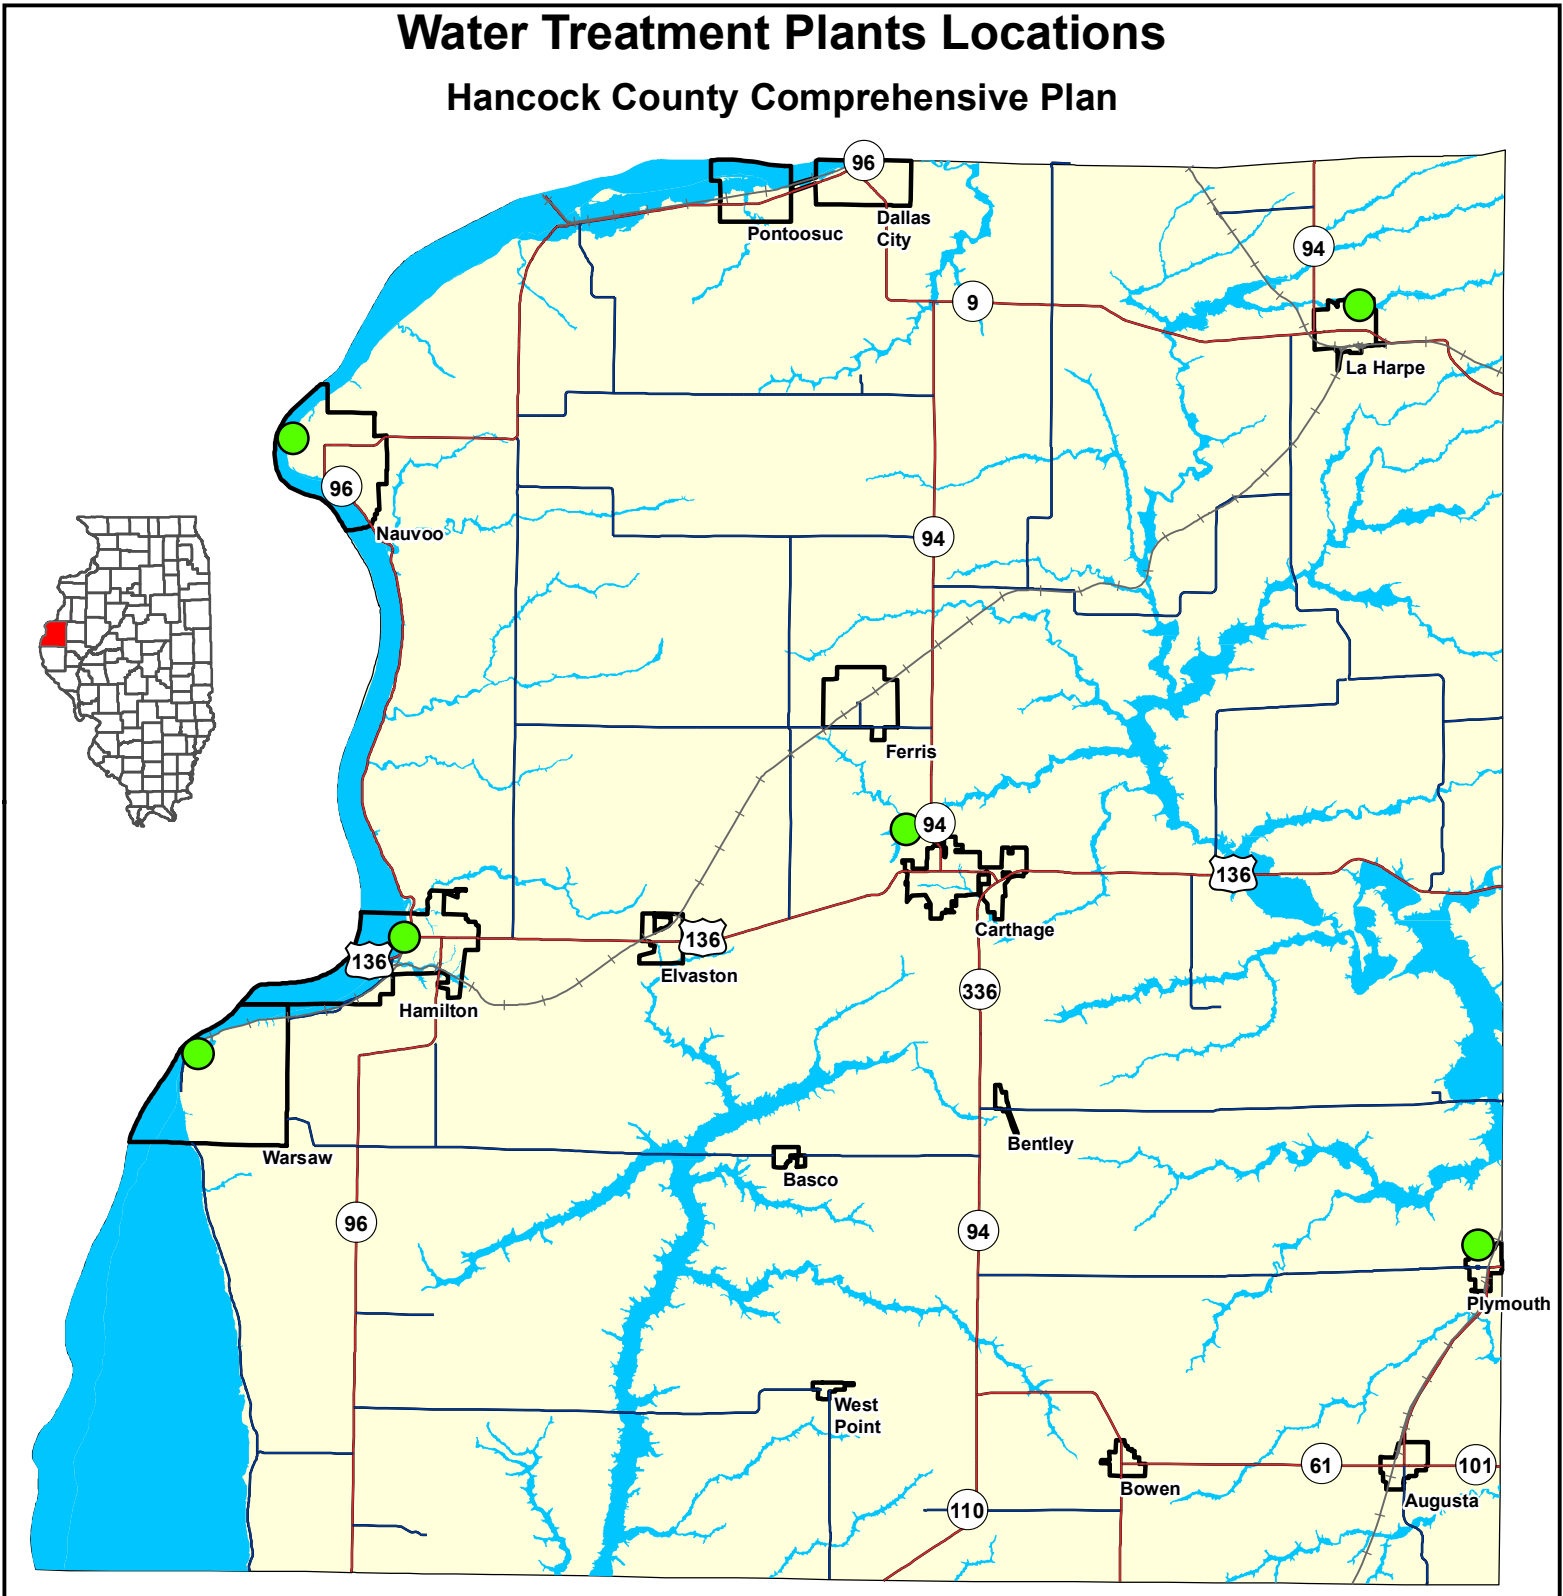 Water Treatment Plants Locations
Hancock County Comprehensive Plan
96
Dallas
City
Pontoosuc
94
9
La Harpe
96
Nauvoo
94
Ferris
94
136
Carthage
136
136
Elvaston
Hamilton
336
Bentley
Warsaw
Basco
96
94
Plymouth
West
Point
61
101
Bowen
Augusta
110